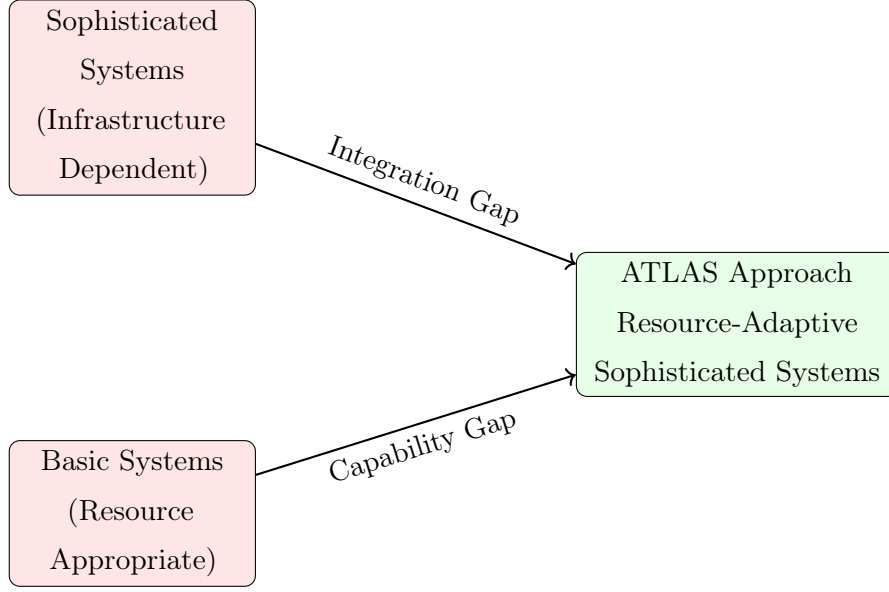 Sophisticated
Systems
(Infrastructure
Dependent)
Integration Gap
ATLAS Approach
Resource-Adaptive
Sophisticated Systems
Capability Gap
Basic Systems
(Resource
Appropriate)